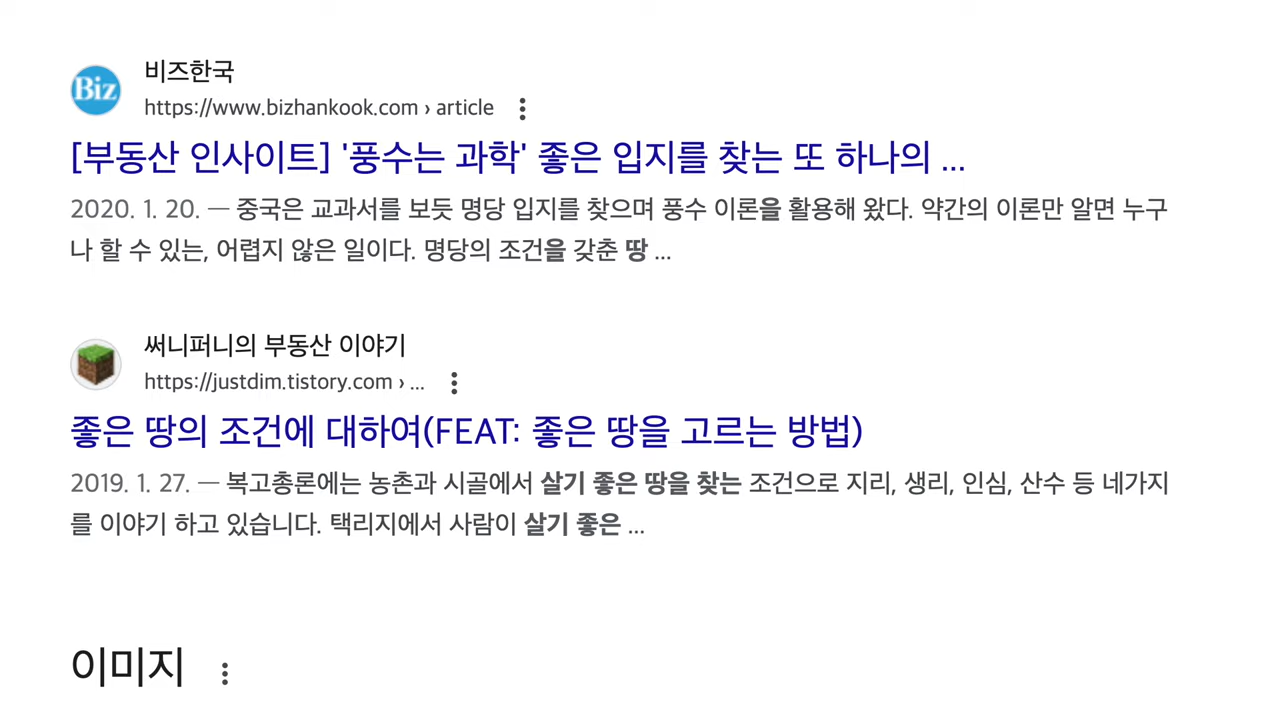 비즈한국
Biz
https://www.bizhankook.com › article
[부동산 인사이트] '풍수는 과학' 좋은 입지를 찾는 또 하나의 ...
2020. 1. 20. — 중국은 교과서를 보듯 명당 입지를 찾으며 풍수 이론을 활용해 왔다. 약간의 이론만 알면 누구
나 할 수 있는, 어렵지 않은 일이다. 명당의 조건을 갖춘 땅 ...
써니퍼니의 부동산 이야기
https://justdim.tistory.com › ...
좋은 땅의 조건에 대하여(FEAT: 좋은 땅을 고르는 방법)
2019. 1. 27. — 복고총론에는 농촌과 시골에서 살기 좋은 땅을 찾는 조건으로 지리, 생리, 인심, 산수 등 네가지
를 이야기 하고 있습니다. 택리지에서 사람이 살기 좋은 ...
이미지